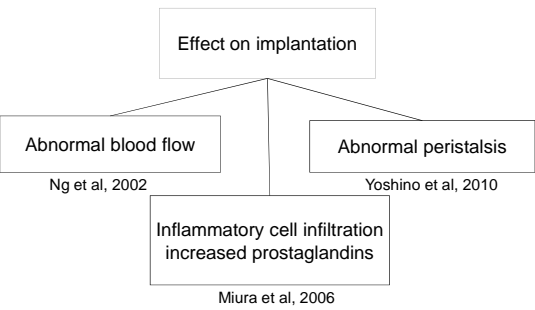 Effect on implantation
Abnormal blood flow
Ng et al, 2002
Abnormal peristalsis
Yoshino et al, 2010
Inflammatory cell infiltration
increased prostaglandins
Miura et al, 2006